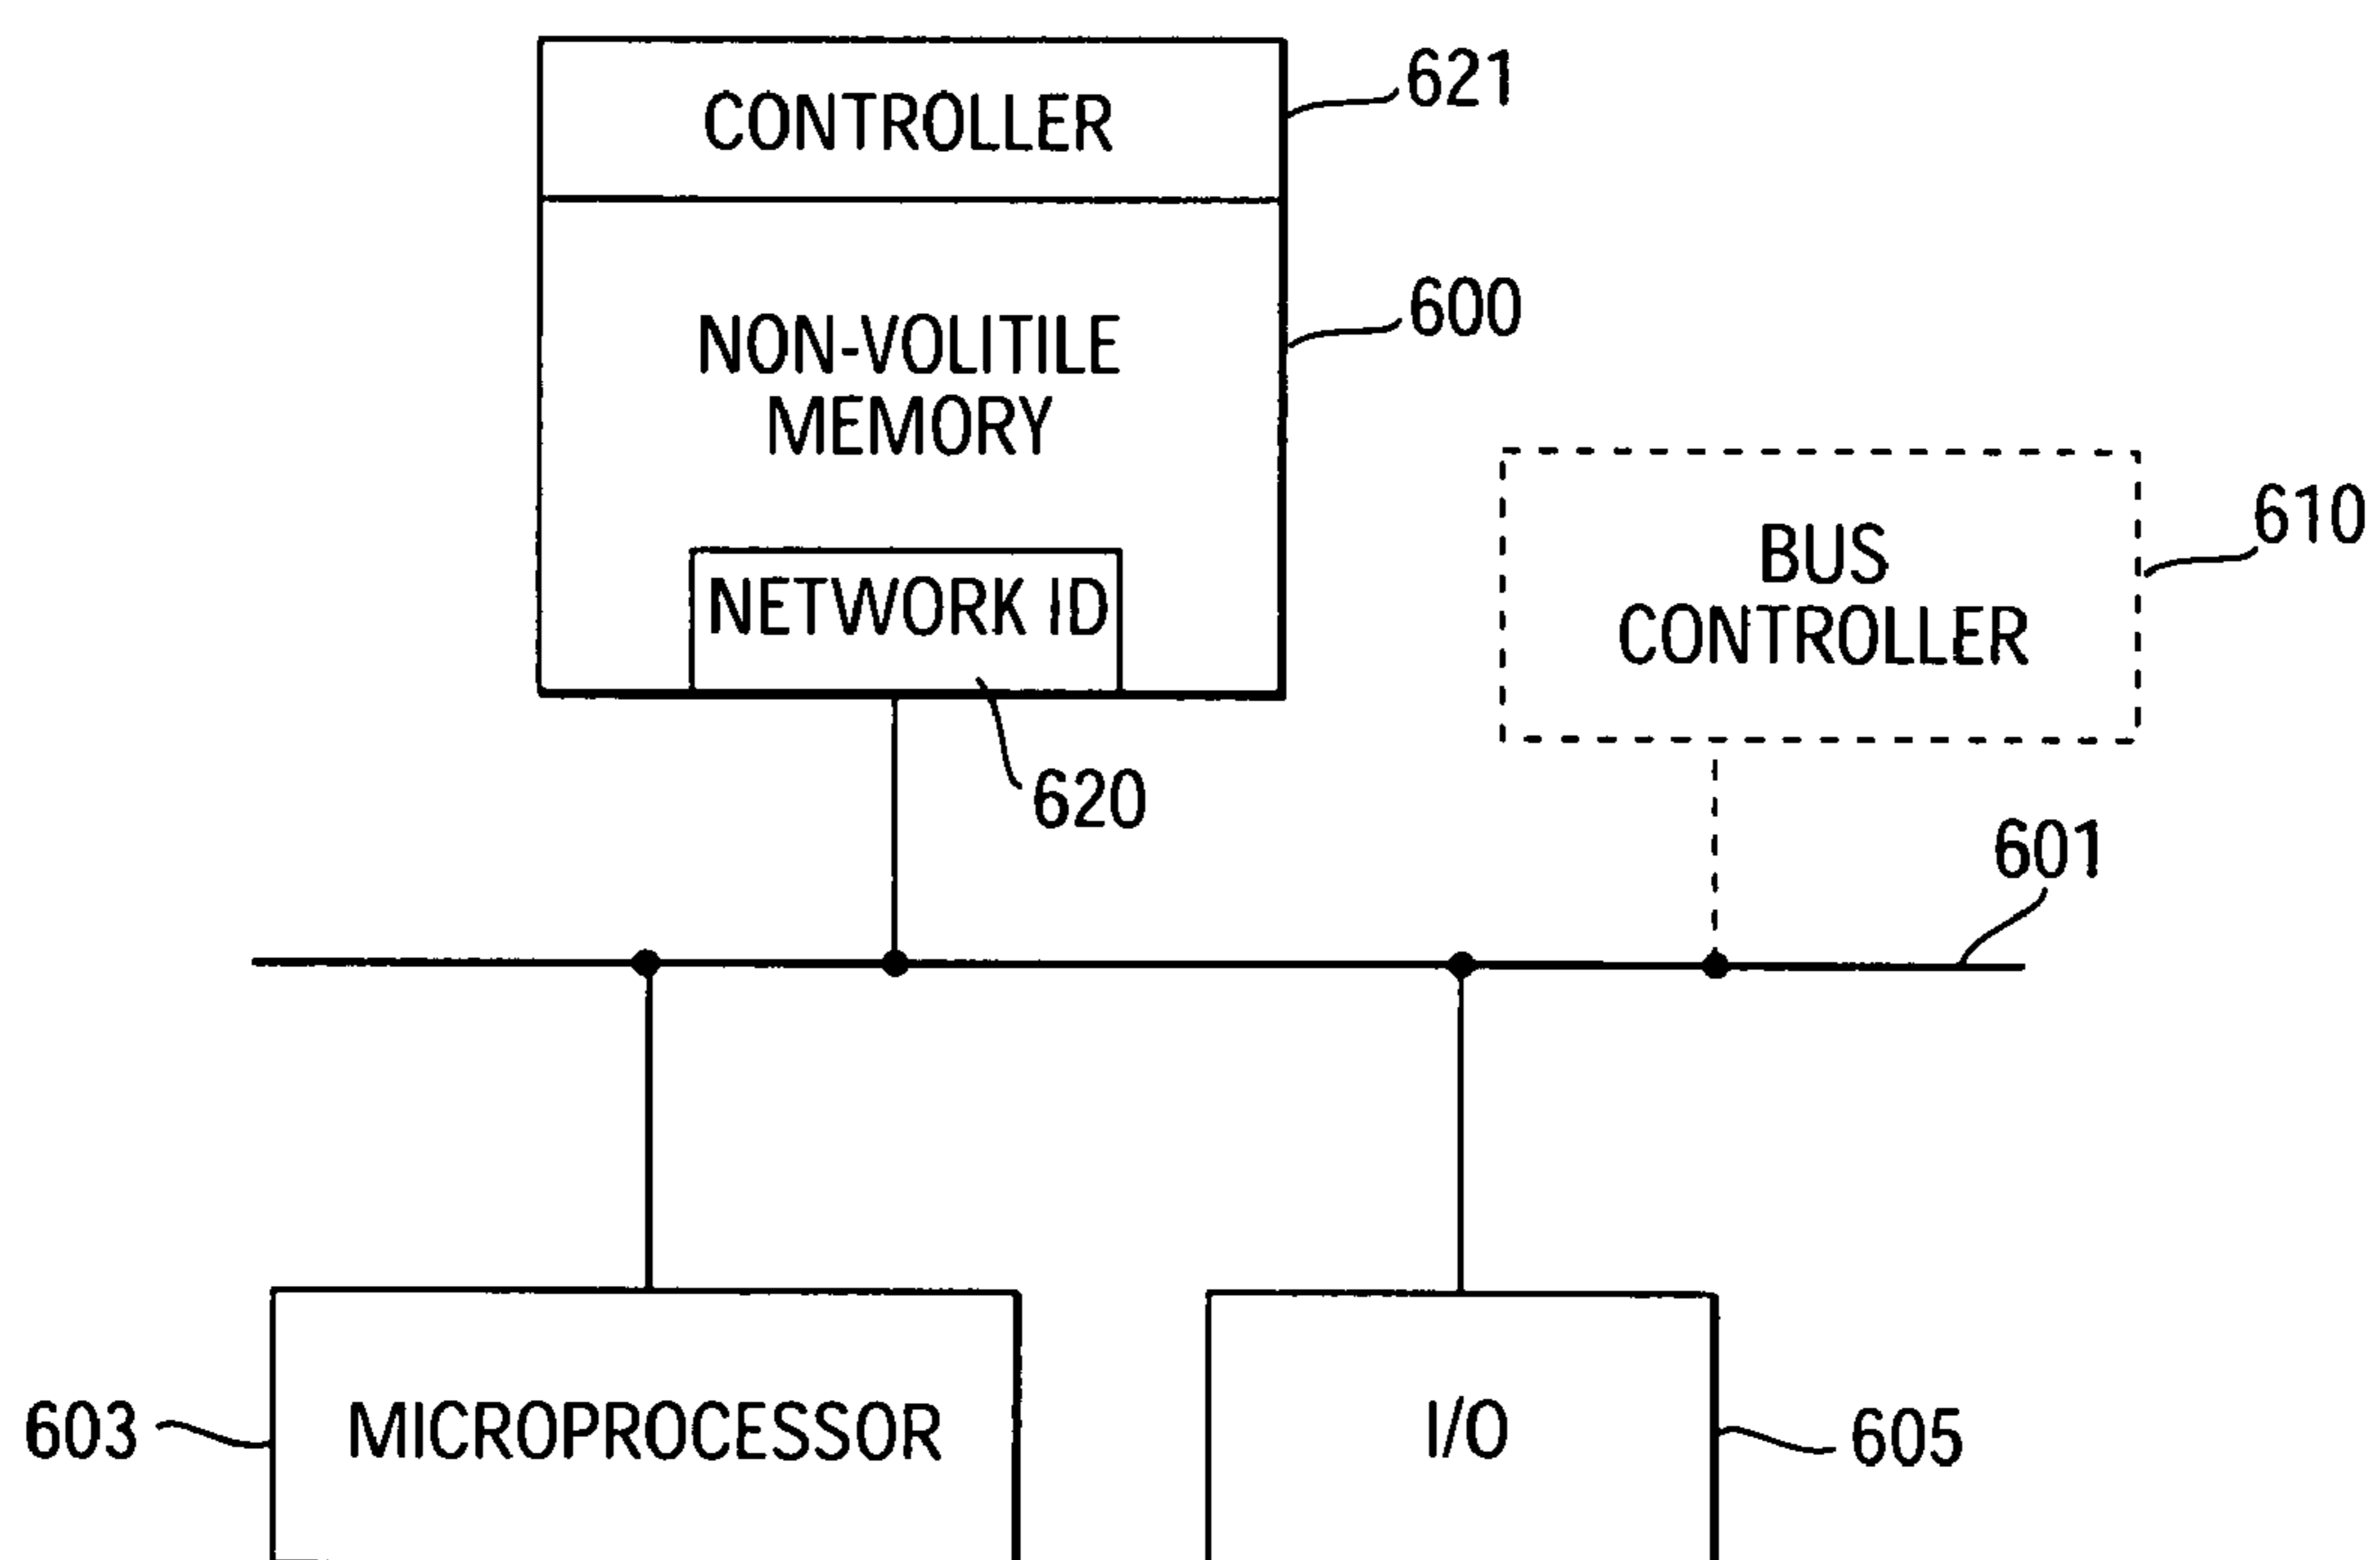 CONTROLLER
621
NON-VOLITILE
MEMORY
600
NETWORK ID
620
BUS
CONTROLLER
610
601
MICROPROCESSOR
603
I/O
605